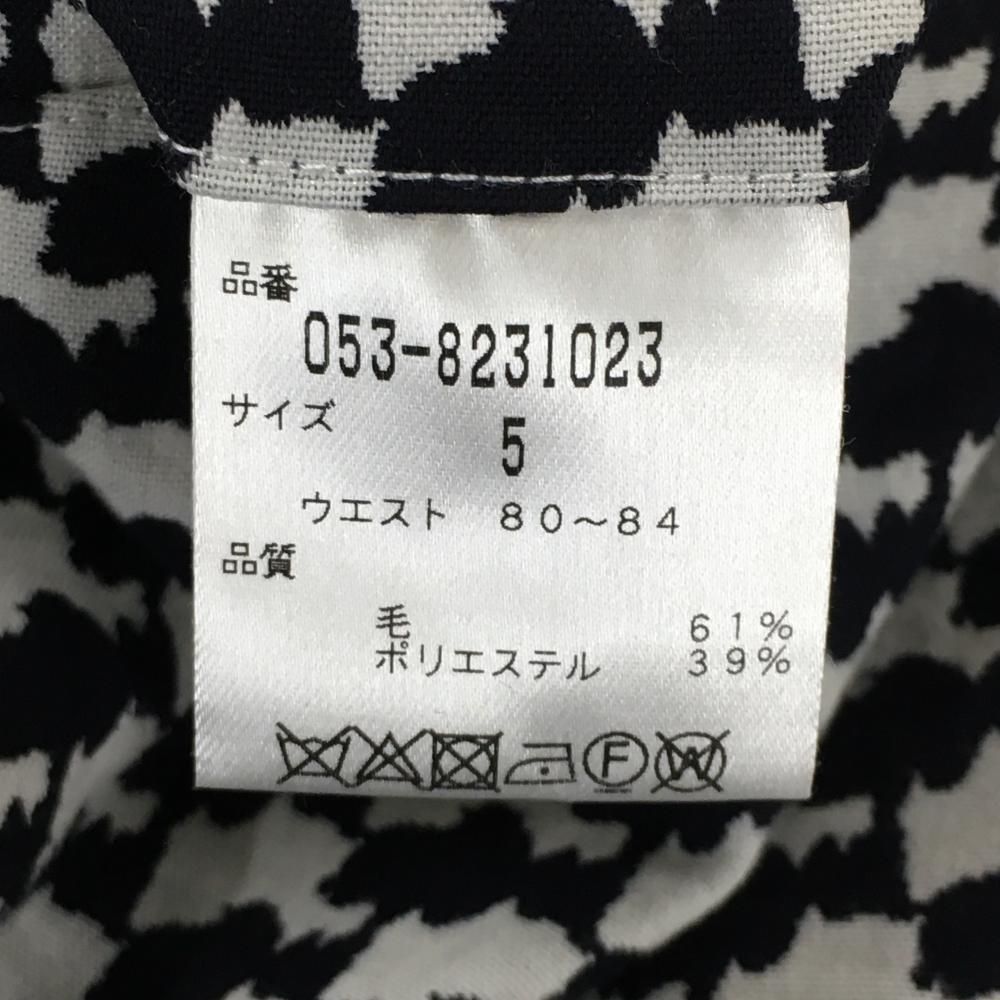 品番
053-8231023
サイズ
5
ウエスト　８０～８４
品質
毛　６１％
ポリエステル　３９％
F W